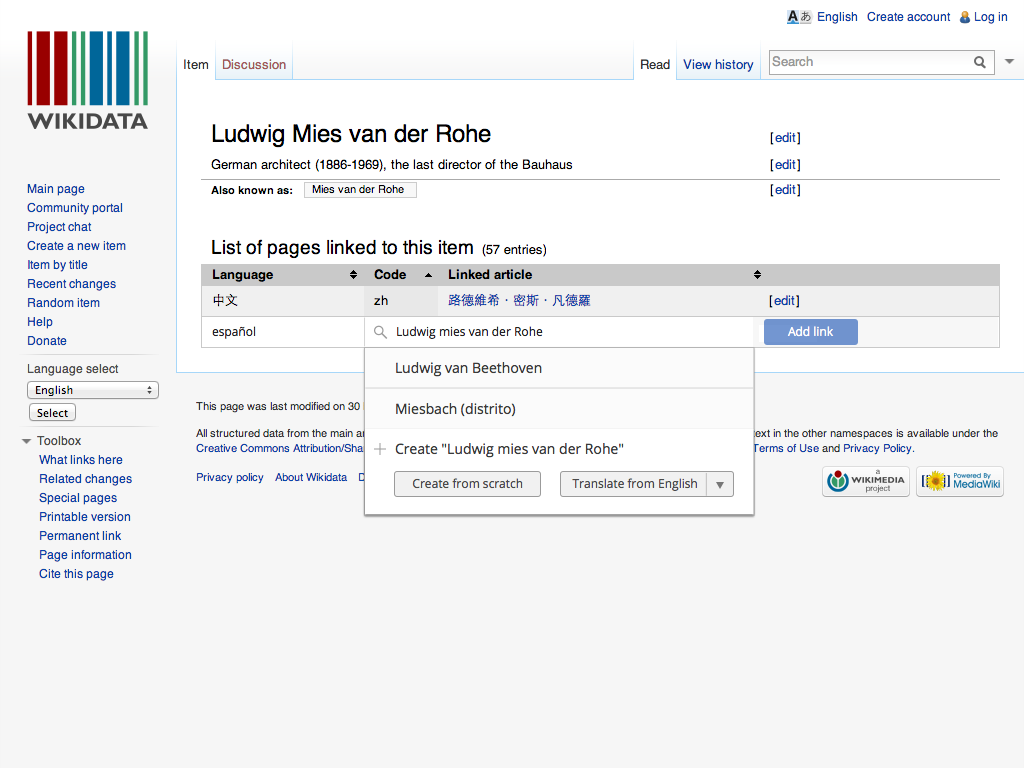 Aあ English Create account Log in
WIKIDATA
Item Discussion Read View history Search
Ludwig Mies van der Rohe [edit]
German architect (1886-1969), the last director of the Bauhaus [edit]
Also known as: Mies van der Rohe [edit]
Main page
Community portal
Project chat
Create a new item
Item by title
Recent changes
Random item
Help
Donate
Language select
English
Select
Toolbox
What links here
Related changes
Special pages
Printable version
Permanent link
Page information
Cite this page
List of pages linked to this item (57 entries)
Language Code Linked article
中文 zh 路德維希·密斯·凡德羅 [edit]
español Ludwig mies van der Rohe Add link
Ludwig van Beethoven
Miesbach (distrito)
Create "Ludwig mies van der Rohe"
Create from scratch Translate from English
This page was last modified on 30
All structured data from the main ext in the other namespaces is available under the
Creative Commons Attribution/Sha Terms of Use and Privacy Policy.
Privacy policy About Wikidata D
a WIKIMEDIA project
Powered By MediaWiki